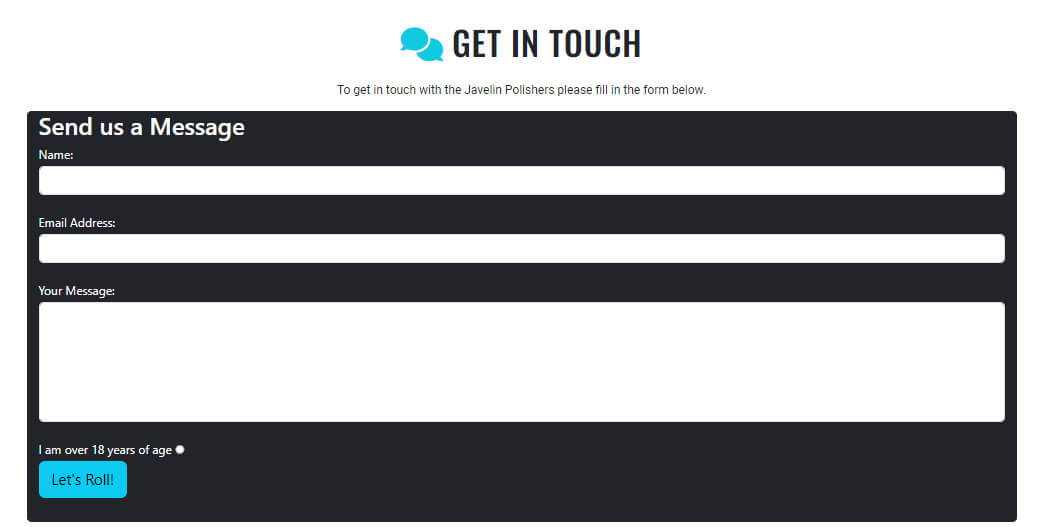 GET IN TOUCH
To get in touch with the Javelin Polishers please fill in the form below.
Send us a Message
Name:
Email Address:
Your Message:
I am over 18 years of age
Let's Roll!